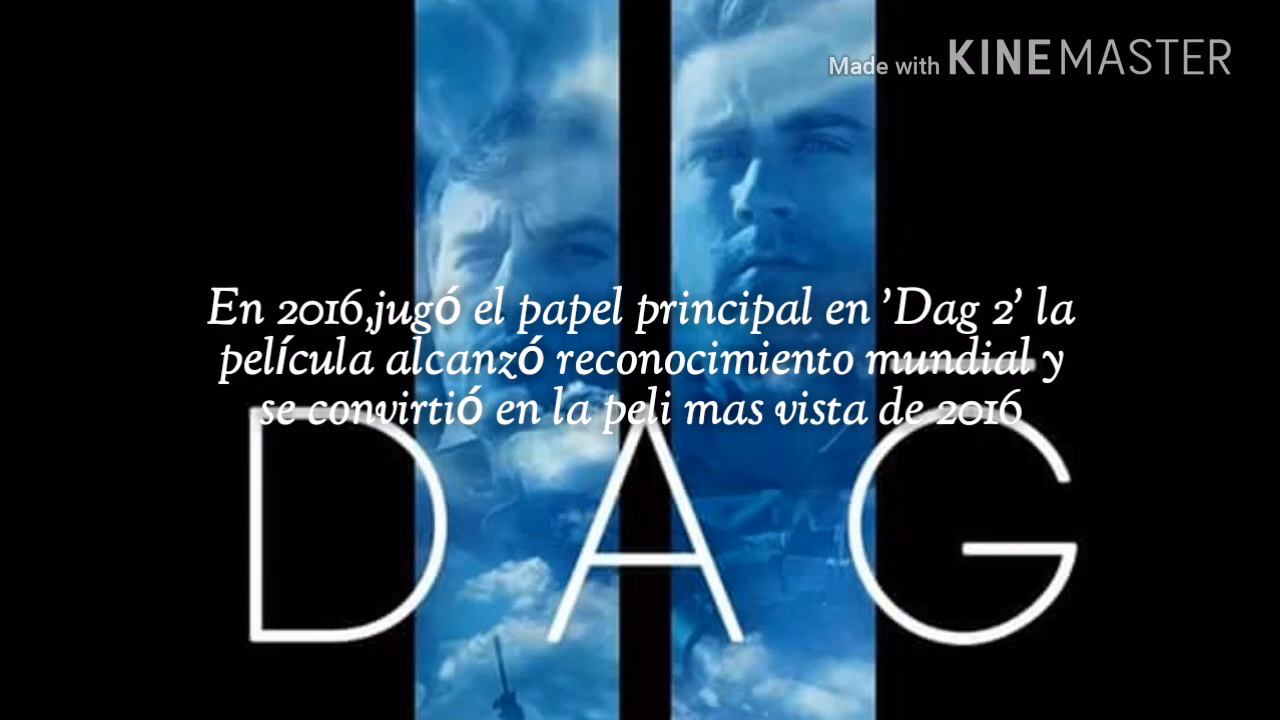 Made with KINEMASTER
En 2016,jugó el papel principal en 'Dag 2' la
película alcanzó reconocimiento mundial y
se convirtió en la peli mas vista de 2016
DAĞ